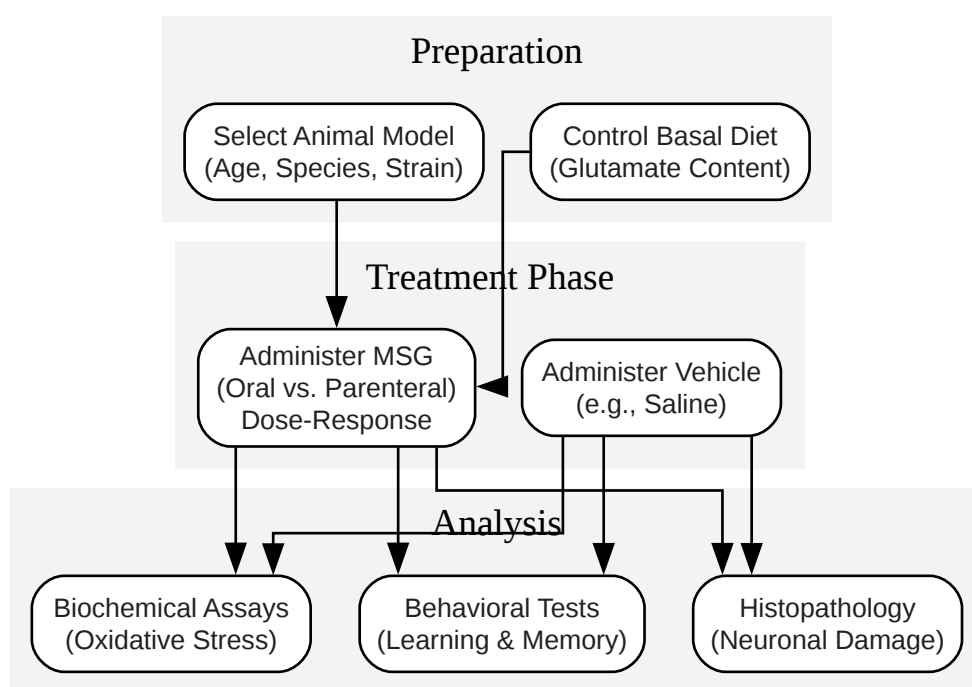 Preparation
Select Animal Model
(Age, Species, Strain)
Control Basal Diet
(Glutamate Content)
Treatment Phase
Administer MSG
(Oral vs. Parenteral)
Dose-Response
Administer Vehicle
(e.g., Saline)
Analysis
Biochemical Assays
(Oxidative Stress)
Behavioral Tests
(Learning & Memory)
Histopathology
(Neuronal Damage)